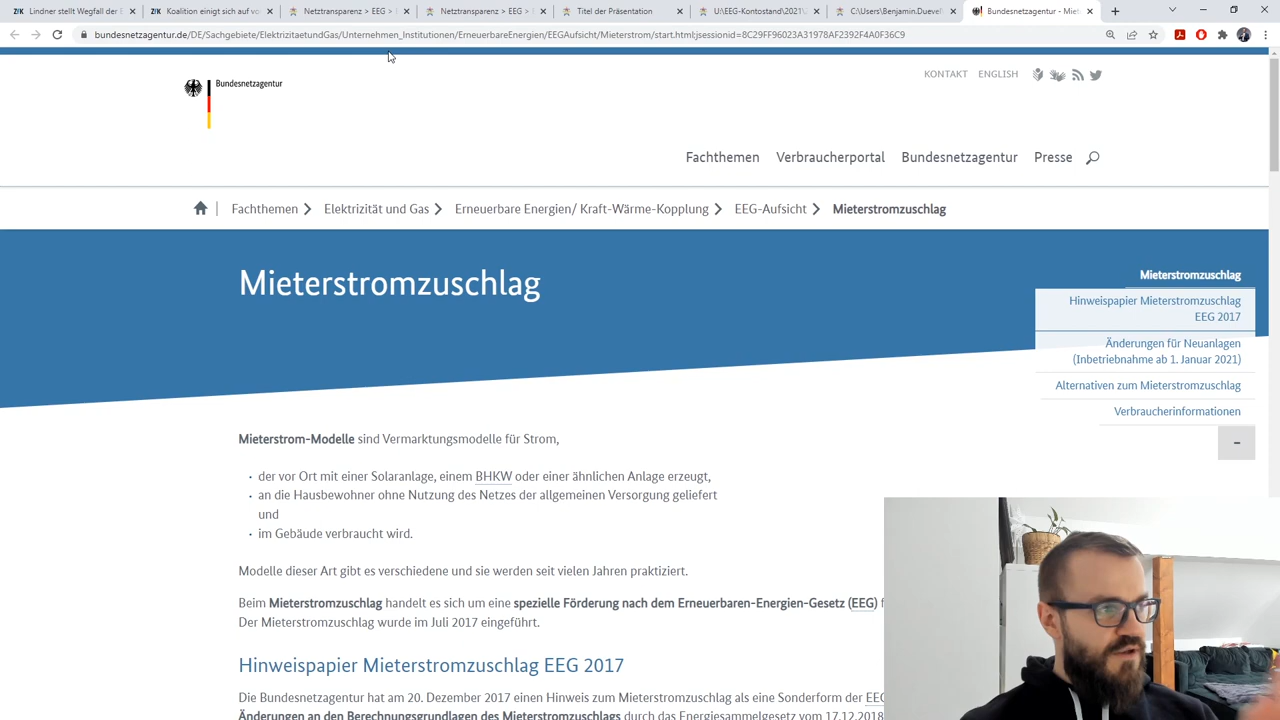 Lindner stellt Wegfall der E
Koalition einigt sich auf vo
Netztransparenz > EEG >
Netztransparenz > EEG >
Titel der Präsentation
U:\EEG-Kontostand\2021\
C:\Users\Benjamin.Duevel\
Bundesnetzagentur - Miet
bundesnetzagentur.de/DE/Sachgebiete/ElektrizitaetundGas/Unternehmen_Institutionen/ErneuerbareEnergien/EEGAufsicht/Mieterstrom/start.html;jsessionid=8C29FF96023A31978AF2392F4A0F36C9
Bundesnetzagentur
KONTAKT ENGLISH
Fachthemen Verbraucherportal Bundesnetzagentur Presse
Fachthemen Elektrizität und Gas Erneuerbare Energien/ Kraft-Wärme-Kopplung EEG-Aufsicht Mieterstromzuschlag
Mieterstromzuschlag
Mieterstromzuschlag
Hinweispapier Mieterstromzuschlag
EEG 2017
Änderungen für Neuanlagen
(Inbetriebnahme ab 1. Januar 2021)
Alternativen zum Mieterstromzuschlag
Verbraucherinformationen
Mieterstrom-Modelle sind Vermarktungsmodelle für Strom,
· der vor Ort mit einer Solaranlage, einem BHKW oder einer ähnlichen Anlage erzeugt,
· an die Hausbewohner ohne Nutzung des Netzes der allgemeinen Versorgung geliefert
und
· im Gebäude verbraucht wird.
Modelle dieser Art gibt es verschiedene und sie werden seit vielen Jahren praktiziert.
Beim Mieterstromzuschlag handelt es sich um eine spezielle Förderung nach dem Erneuerbaren-Energien-Gesetz (EEG) f
Der Mieterstromzuschlag wurde im Juli 2017 eingeführt.
Hinweispapier Mieterstromzuschlag EEG 2017
Die Bundesnetzagentur hat am 20. Dezember 2017 einen Hinweis zum Mieterstromzuschlag als eine Sonderform der EEG
Änderungen an den Berechnungsgrundlagen des Mieterstromzuschlags durch das Energiesammelgesetz vom 17.12.2018